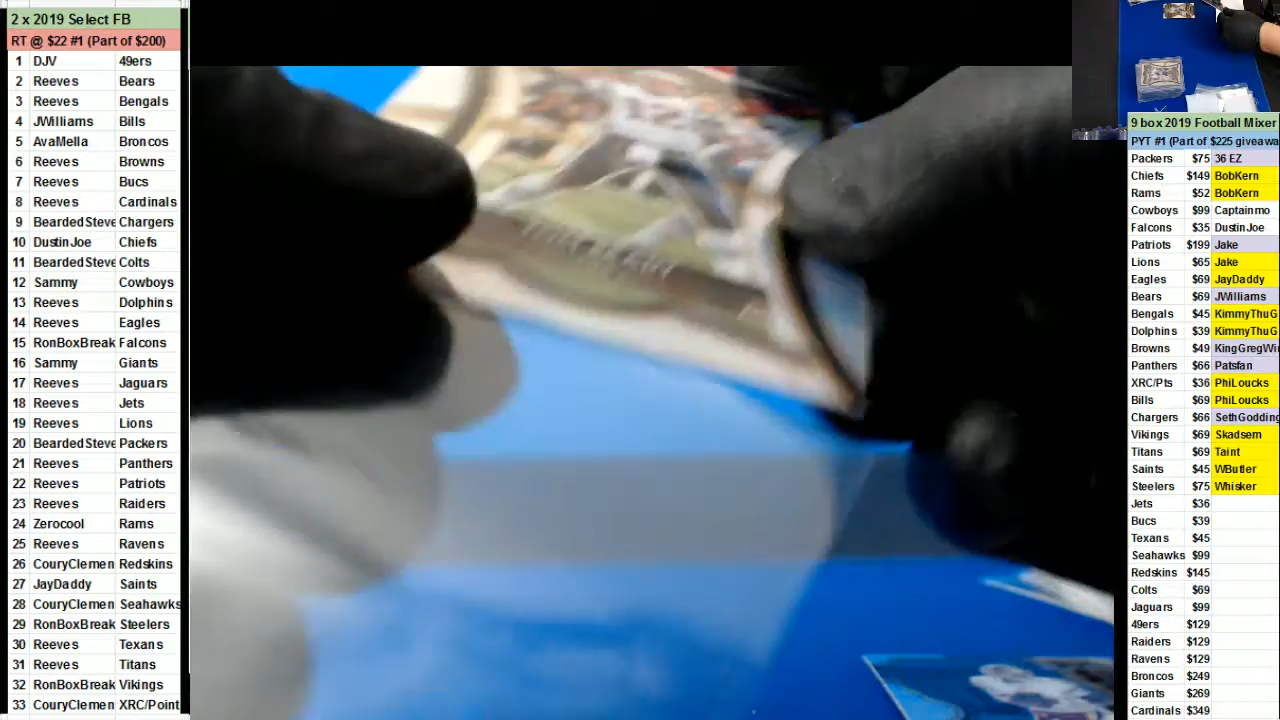 2 x 2019 Select FB
RT @ $22 #1 (Part of $200)
1 DJV 49ers
2 Reeves Bears
3 Reeves Bengals
4 JWilliams Bills
5 AvaMella Broncos
6 Reeves Browns
7 Reeves Bucs
8 Reeves Cardinals
9 BeardedSteve Chargers
10 DustinJoe Chiefs
11 BeardedSteve Colts
12 Sammy Cowboys
13 Reeves Dolphins
14 Reeves Eagles
15 RonBoxBreak Falcons
16 Sammy Giants
17 Reeves Jaguars
18 Reeves Jets
19 Reeves Lions
20 BeardedSteve Packers
21 Reeves Panthers
22 Reeves Patriots
23 Reeves Raiders
24 Zerocool Rams
25 Reeves Ravens
26 CouryClemen Redskins
27 JayDaddy Saints
28 CouryClemen Seahawks
29 RonBoxBreak Steelers
30 Reeves Texans
31 Reeves Titans
32 RonBoxBreak Vikings
33 CouryClemen XRC/Point
9 box 2019 Football Mixer
PYT #1 (Part of $225 giveawa
Packers $75 36 EZ
Chiefs $149 BobKern
Rams $52 BobKern
Cowboys $99 Captainmo
Falcons $35 DustinJoe
Patriots $199 Jake
Lions $65 Jake
Eagles $69 JayDaddy
Bears $69 JWilliams
Bengals $45 KimmyThuG
Dolphins $39 KimmyThuG
Browns $49 KingGregWi
Panthers $66 Patsfan
XRC/Pts $36 PhiLoucks
Bills $69 PhiLoucks
Chargers $66 SethGodding
Vikings $69 Skadsem
Titans $69 Taint
Saints $45 WButler
Steelers $75 Whisker
Jets $36
Bucs $39
Texans $45
Seahawks $99
Redskins $145
Colts $69
Jaguars $99
49ers $129
Raiders $129
Ravens $129
Broncos $249
Giants $269
Cardinals $349